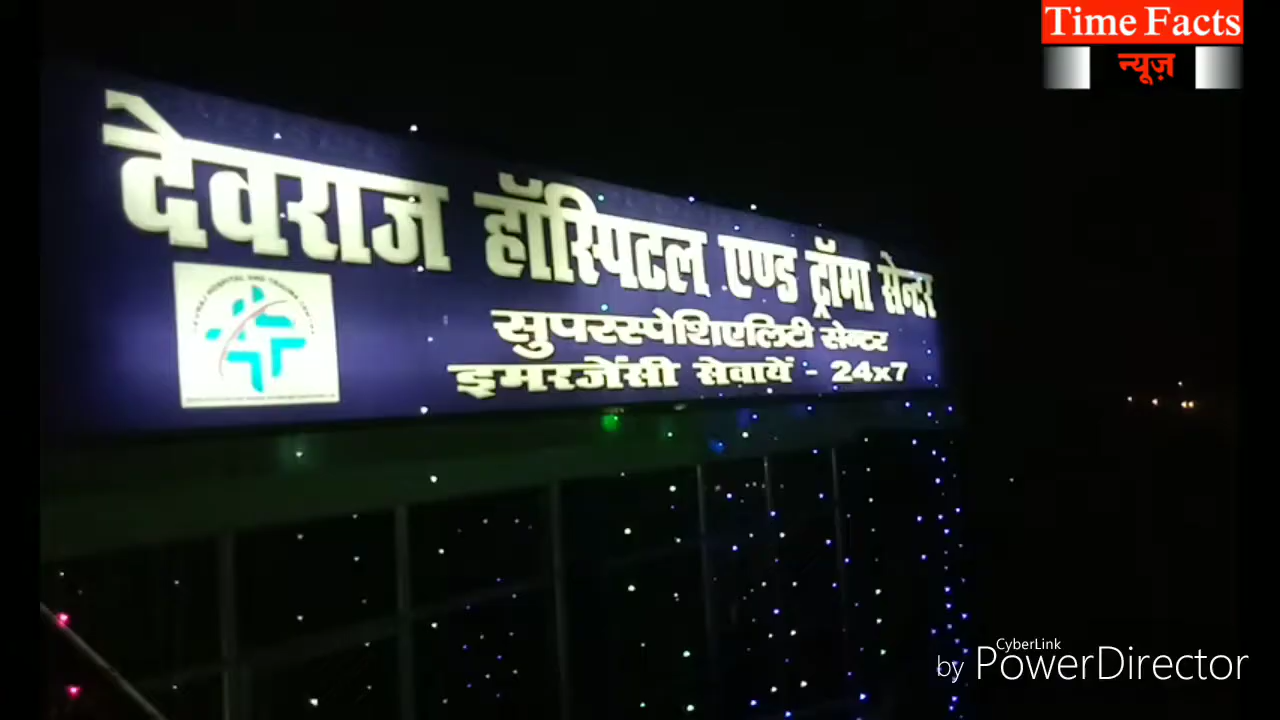 Time Facts
न्यूज़
देवराज हॉस्पिटल एण्ड ट्रॉमा सेन्टर
सुपरस्पेशिएलिटी सेण्टर
इमरजेंसी सेवायें - 24x7
CyberLink
by PowerDirector